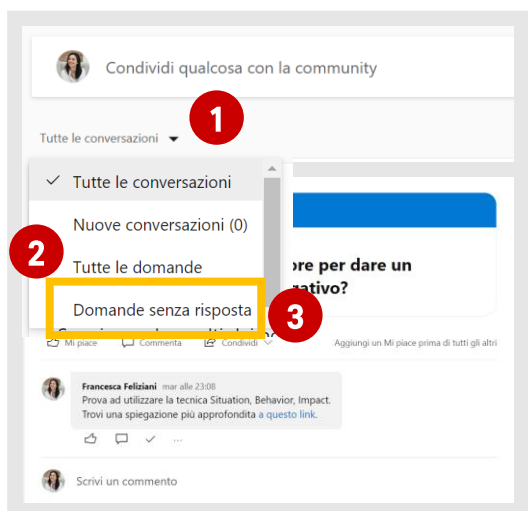 Condividi qualcosa con la community
1
Tutte le conversazioni
Tutte le conversazioni
Nuove conversazioni (0)
2
Tutte le domande
ore per dare un
gativo?
Domande senza risposta
3
Mi piace Commenta Condividi Aggiungi un Mi piace prima di tutti gli altri
Francesca Feliziani mar alle 23:08
Prova ad utilizzare la tecnica Situation, Behavior, Impact.
Trovi una spiegazione più approfondita a questo link.
Scrivi un commento